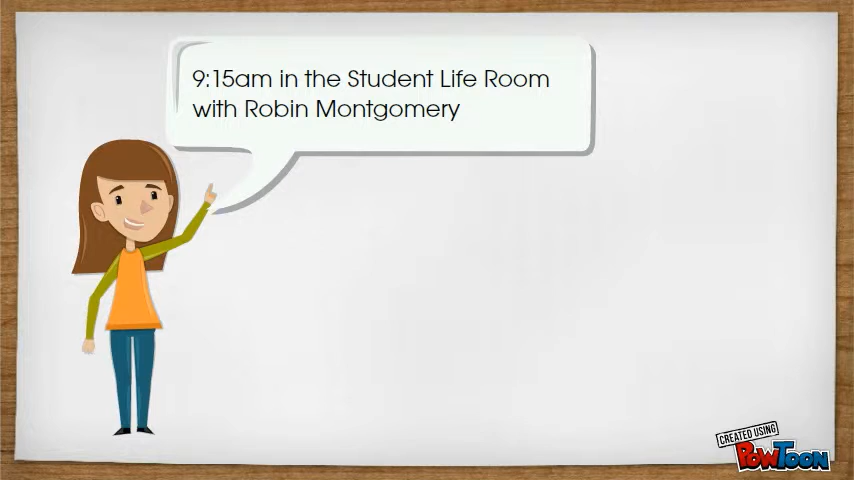 9:15am in the Student Life Room
with Robin Montgomery
CREATED USING
POWTOON